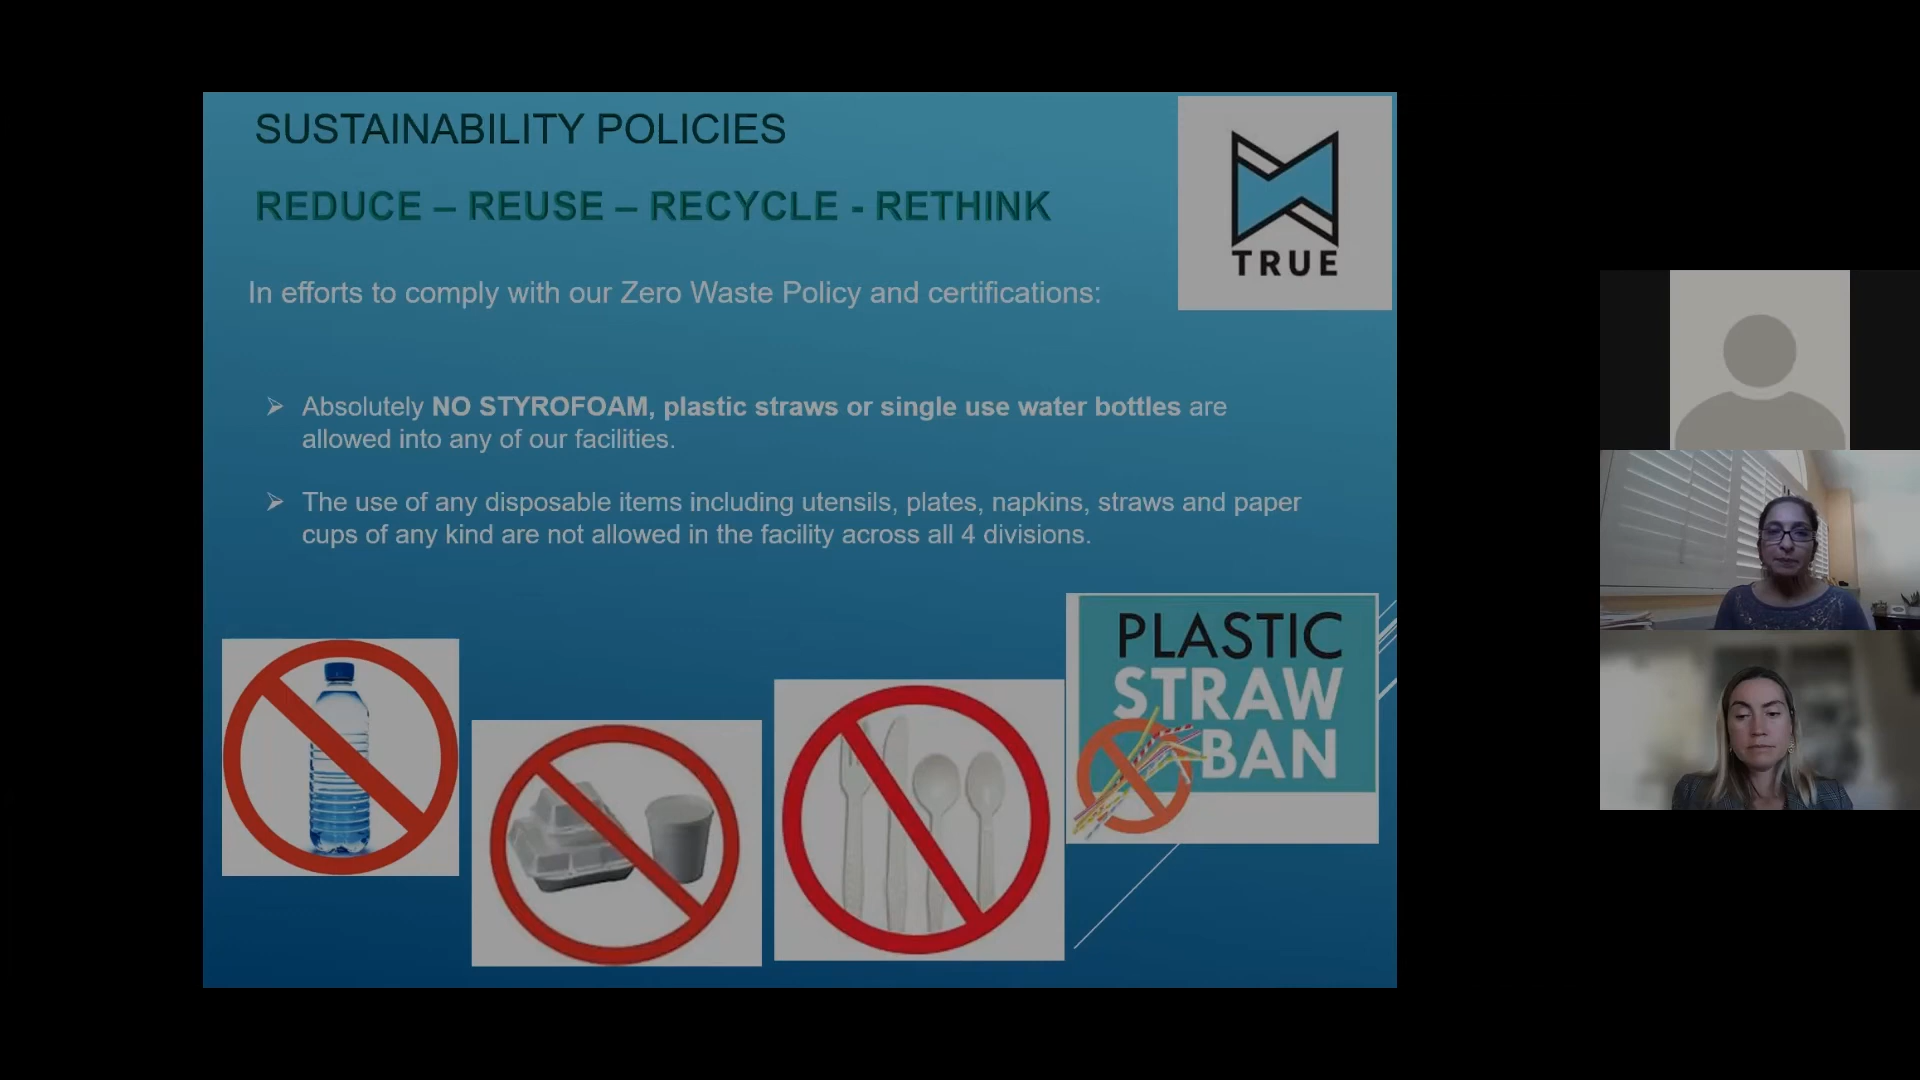 SUSTAINABILITY POLICIES
REDUCE – REUSE – RECYCLE - RETHINK
TRUE
In efforts to comply with our Zero Waste Policy and certifications:
Absolutely NO STYROFOAM, plastic straws or single use water bottles are
allowed into any of our facilities.
The use of any disposable items including utensils, plates, napkins, straws and paper
cups of any kind are not allowed in the facility across all 4 divisions.
PLASTIC
STRAW
BAN